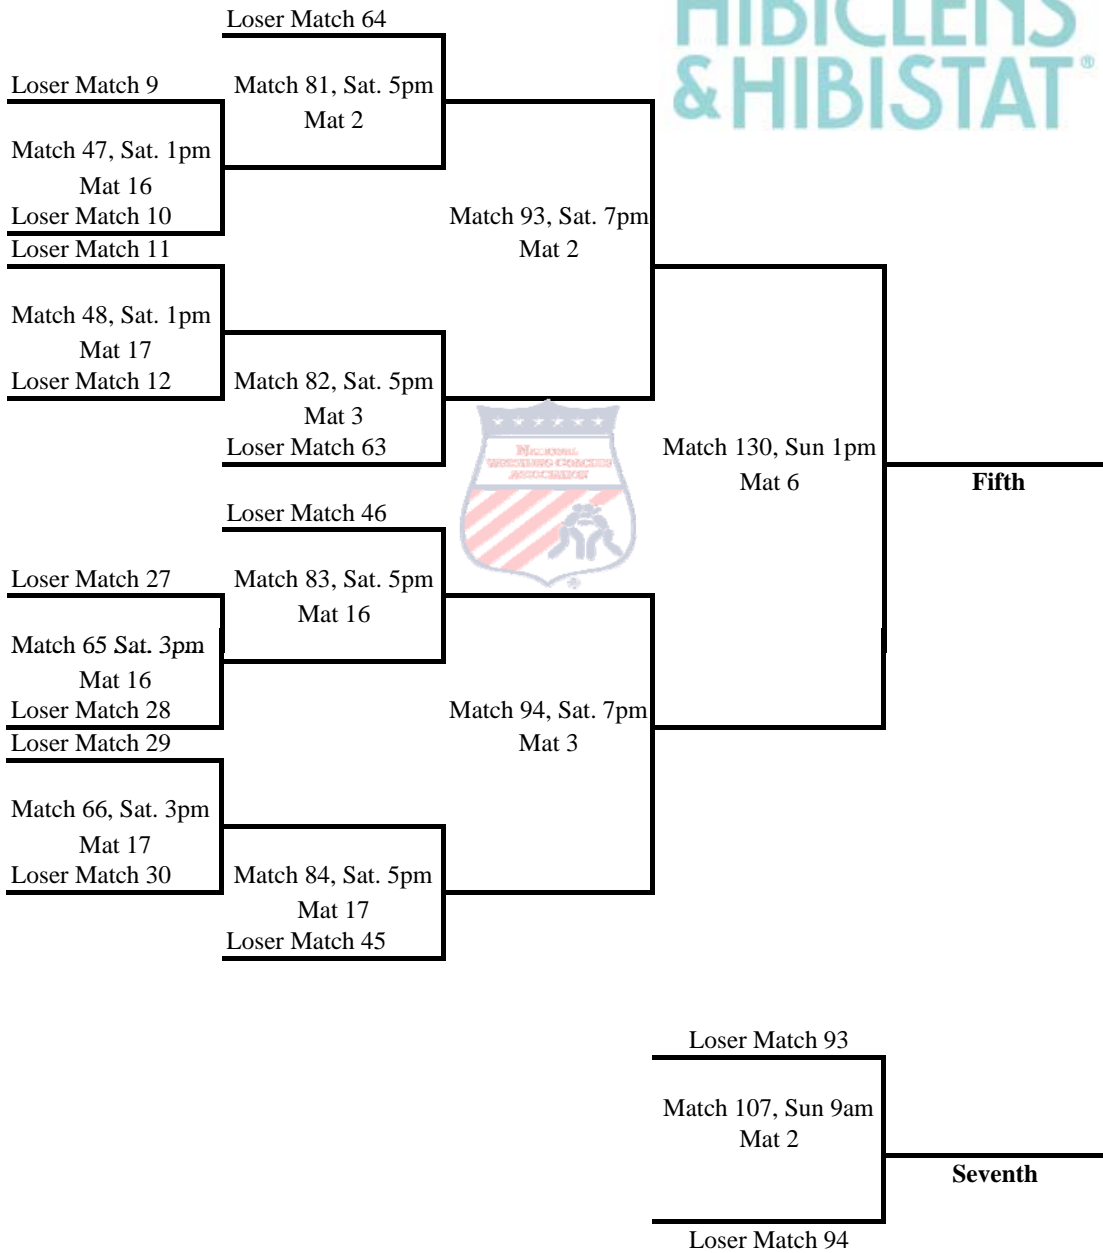 HIBICLENS
& HIBISTAT®
Loser Match 64
Loser Match 9
Match 81, Sat. 5pm
Mat 2
Match 47, Sat. 1pm
Mat 16
Loser Match 10
Match 93, Sat. 7pm
Mat 2
Loser Match 11
Match 48, Sat. 1pm
Mat 17
Loser Match 12
Match 82, Sat. 5pm
Mat 3
Loser Match 63
NATIONAL
WRESTLING COACHES
ASSOCIATION
Match 130, Sun 1pm
Mat 6
Fifth
Loser Match 46
Loser Match 27
Match 83, Sat. 5pm
Mat 16
Match 65 Sat. 3pm
Mat 16
Loser Match 28
Match 94, Sat. 7pm
Mat 3
Loser Match 29
Match 66, Sat. 3pm
Mat 17
Loser Match 30
Match 84, Sat. 5pm
Mat 17
Loser Match 45
Loser Match 93
Match 107, Sun 9am
Mat 2
Seventh
Loser Match 94